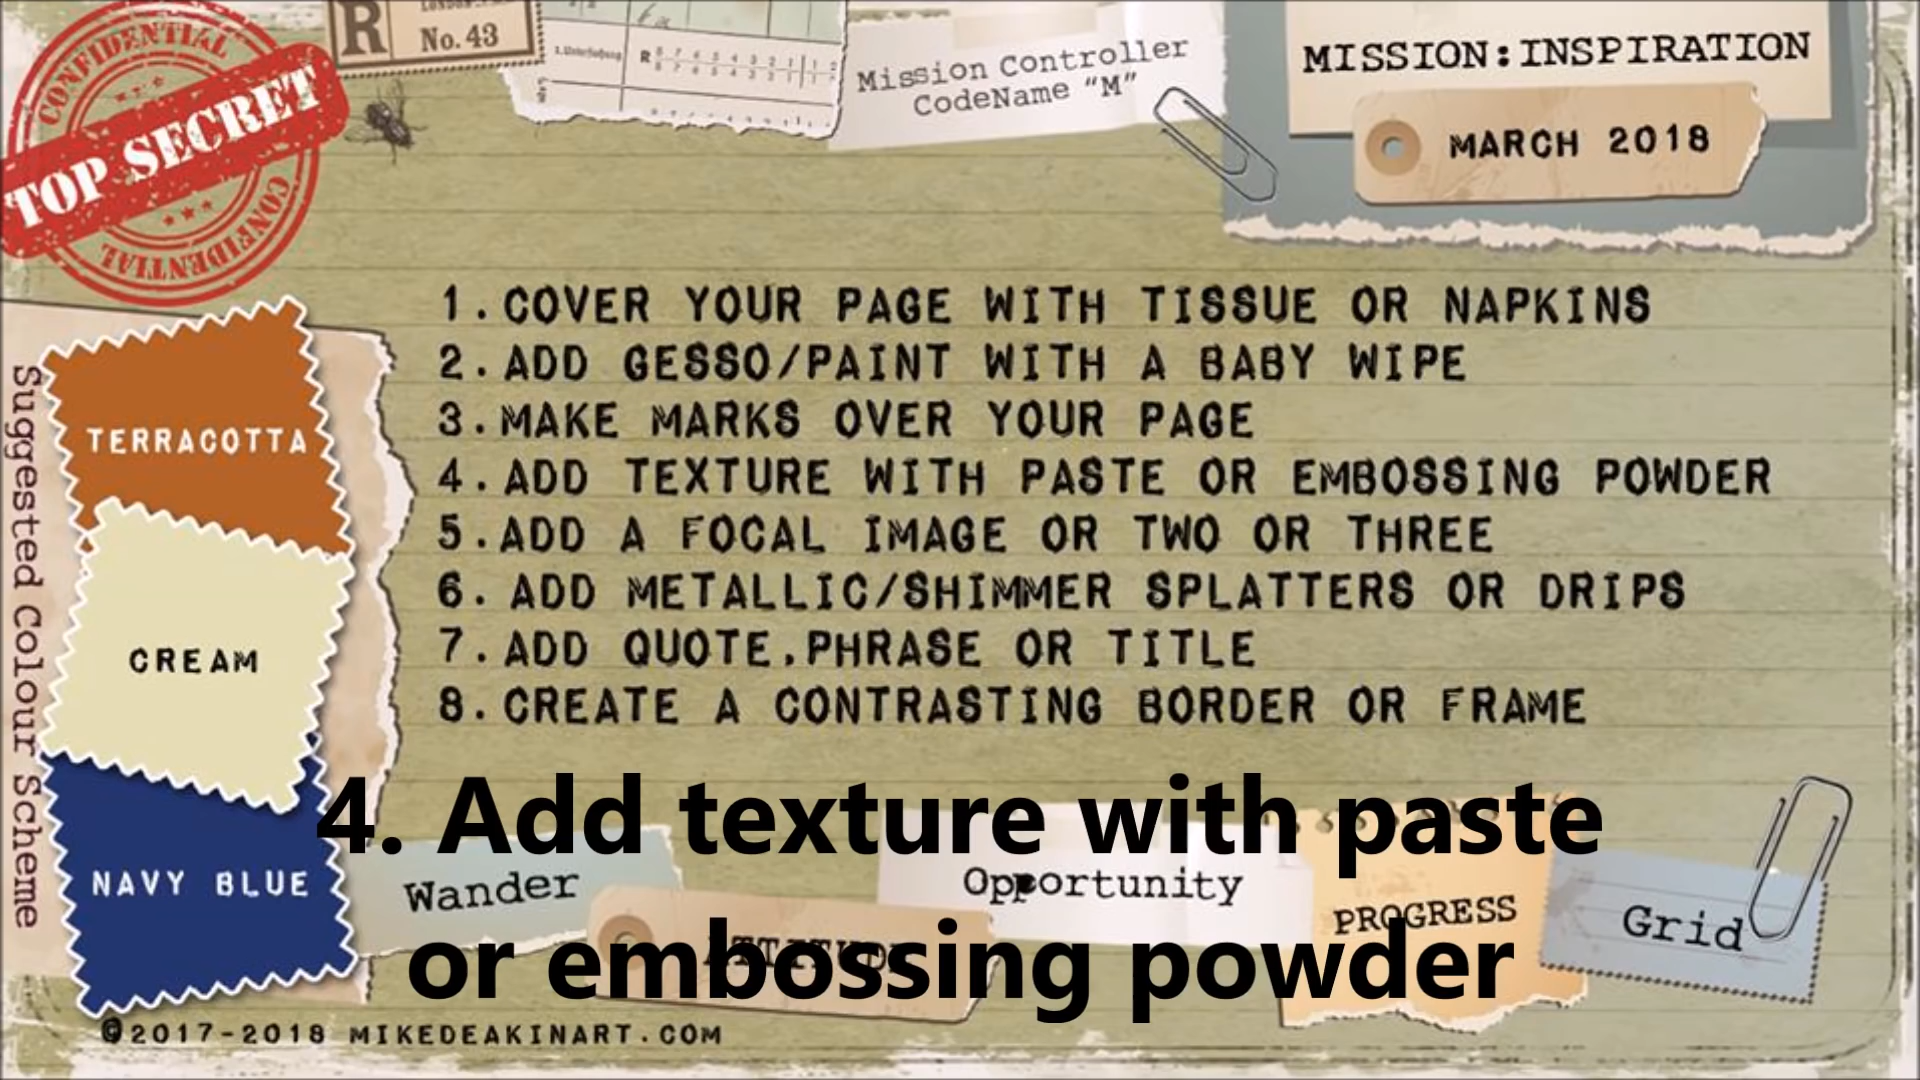 CONFIDENTIAL
TOP SECRET
CONFIDENTIAL
R
No.43
R
Mission Controller
CodeName “M”
MISSION:INSPIRATION
MARCH 2018
1.COVER YOUR PAGE WITH TISSUE OR NAPKINS
2.ADD GESSO/PAINT WITH A BABY WIPE
3.MAKE MARKS OVER YOUR PAGE
4.ADD TEXTURE WITH PASTE OR EMBOSSING POWDER
5.ADD A FOCAL IMAGE OR TWO OR THREE
6. ADD METALLIC/SHIMMER SPLATTERS OR DRIPS
7.ADD QUOTE,PHRASE OR TITLE
8.CREATE A CONTRASTING BORDER OR FRAME
Suggested Colour Scheme
TERRACOTTA
CREAM
NAVY BLUE
4. Add texture with paste
or embossing powder
Wander
Opportunity
PROGRESS
Grid
©2017-2018 MIKEDEAKINART.COM